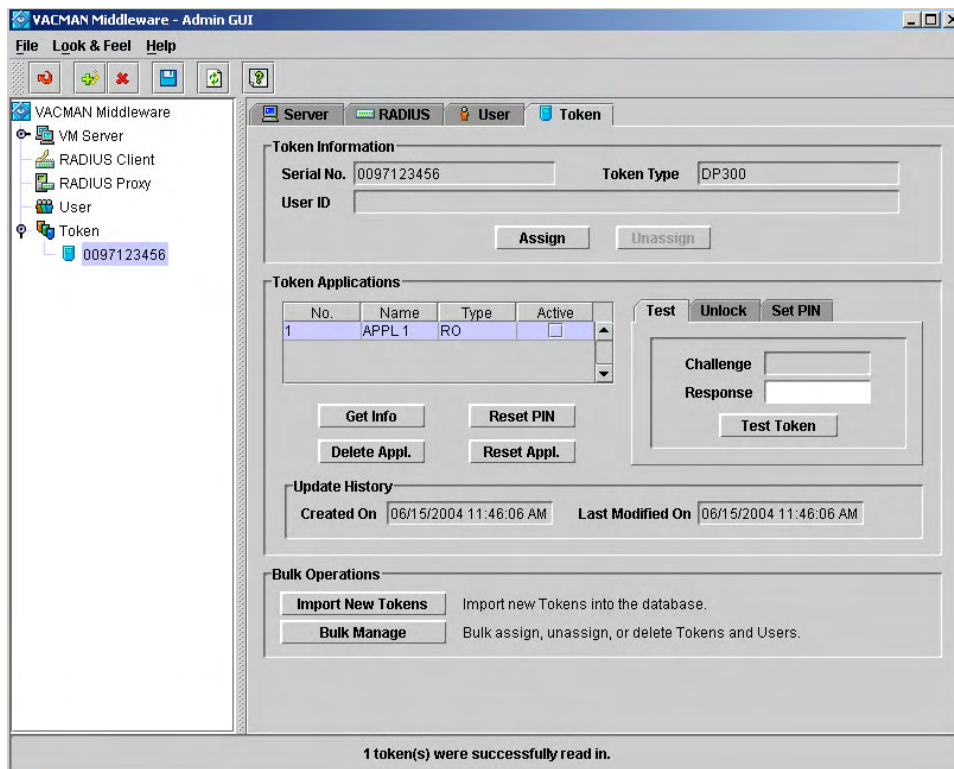 VACMAN Middleware - Admin GUI
File Look & Feel Help
VACMAN Middleware
VM Server
RADIUS Client
RADIUS Proxy
User
Token
0097123456
Server RADIUS User Token
Token Information
Serial No. 0097123456 Token Type DP300
User ID
Assign Unassign
Token Applications
No. Name Type Active
1 APPL 1 RO
Test Unlock Set PIN
Challenge
Response
Test Token
Get Info Reset PIN
Delete Appl. Reset Appl.
Update History
Created On 06/15/2004 11:46:06 AM Last Modified On 06/15/2004 11:46:06 AM
Bulk Operations
Import New Tokens Import new Tokens into the database.
Bulk Manage Bulk assign, unassign, or delete Tokens and Users.
1 token(s) were successfully read in.